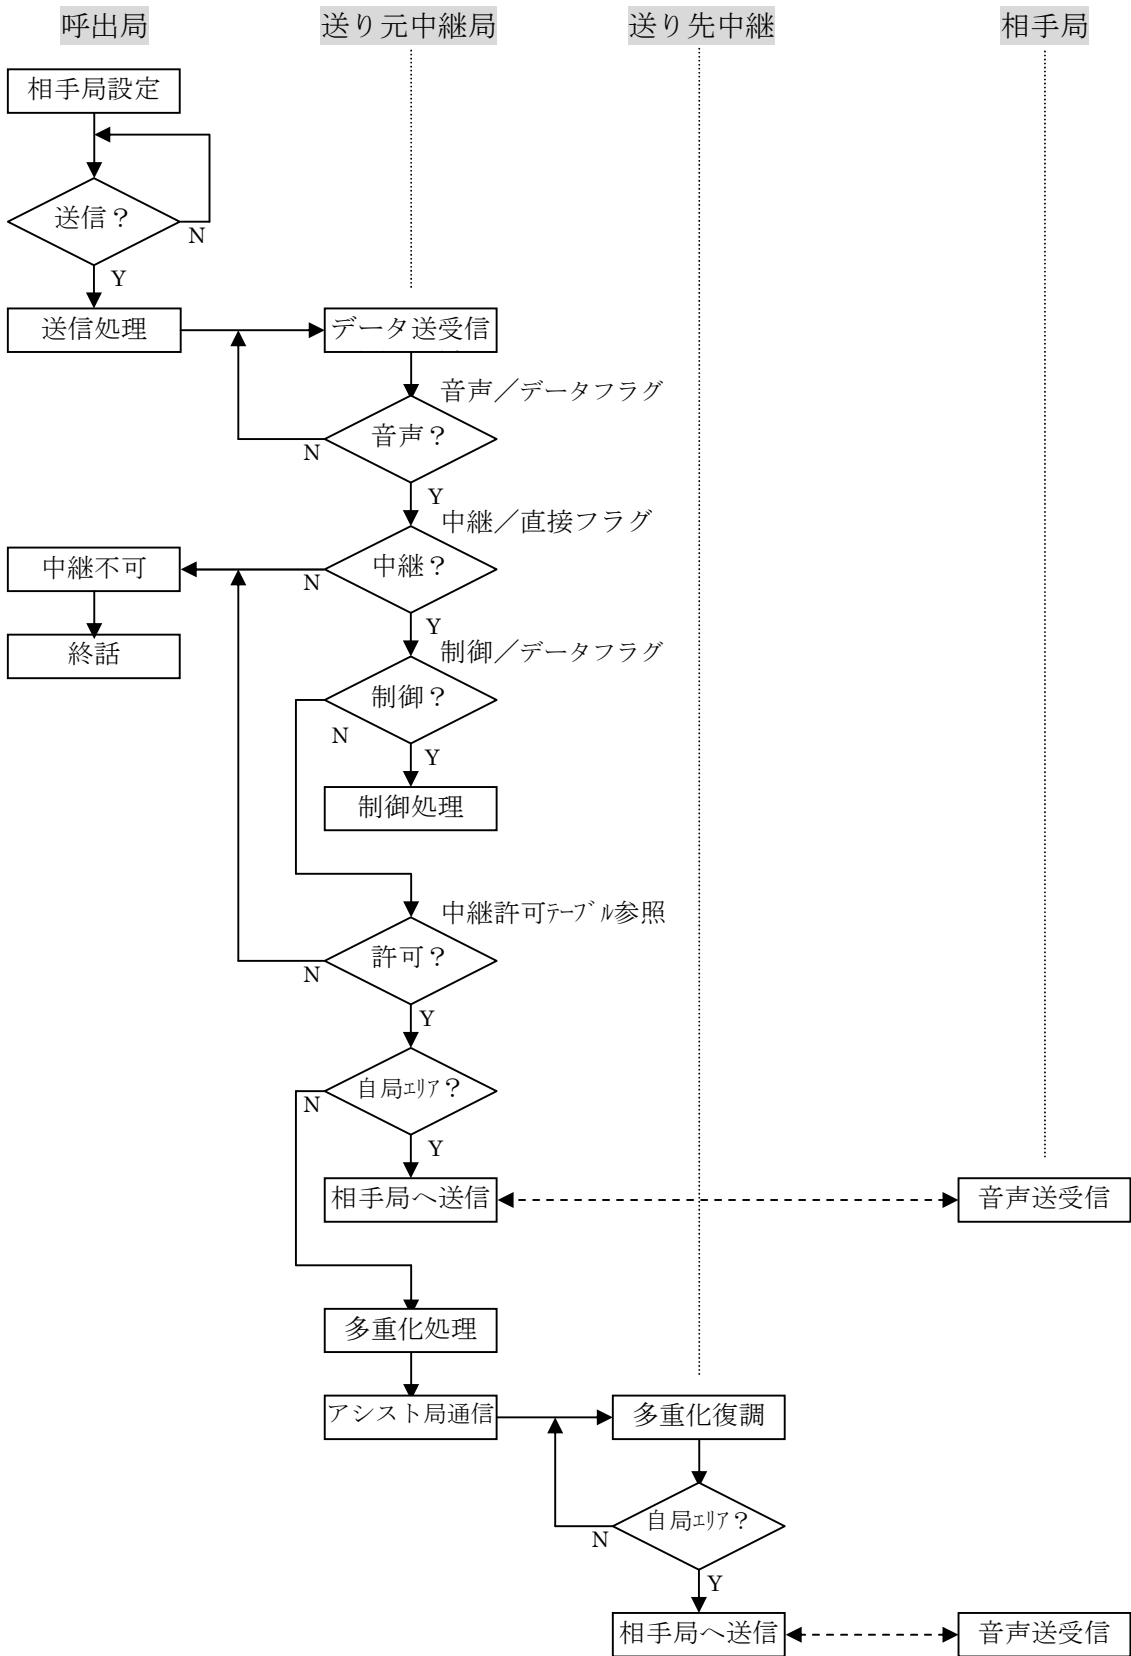 呼出局
送り元中継局
送り先中継
相手局
相手局設定
送信？
N
Y
送信処理
データ送受信
音声／データフラグ
音声？
N
Y
中継／直接フラグ
中継不可
中継？
N
Y
終話
制御／データフラグ
制御？
N
Y
制御処理
中継許可テーブル参照
許可？
N
Y
自局エリア？
N
Y
相手局へ送信
音声送受信
多重化処理
アシスト局通信
多重化復調
自局エリア？
N
Y
相手局へ送信
音声送受信